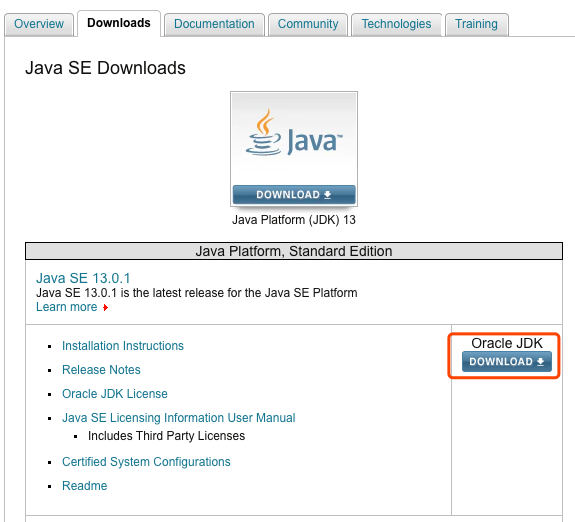 Overview
Downloads
Documentation
Community
Technologies
Training
Java SE Downloads
Java™
DOWNLOAD
Java Platform (JDK) 13
Java Platform, Standard Edition
Java SE 13.0.1
Java SE 13.0.1 is the latest release for the Java SE Platform
Learn more
Oracle JDK
DOWNLOAD
Installation Instructions
Release Notes
Oracle JDK License
Java SE Licensing Information User Manual
Includes Third Party Licenses
Certified System Configurations
Readme